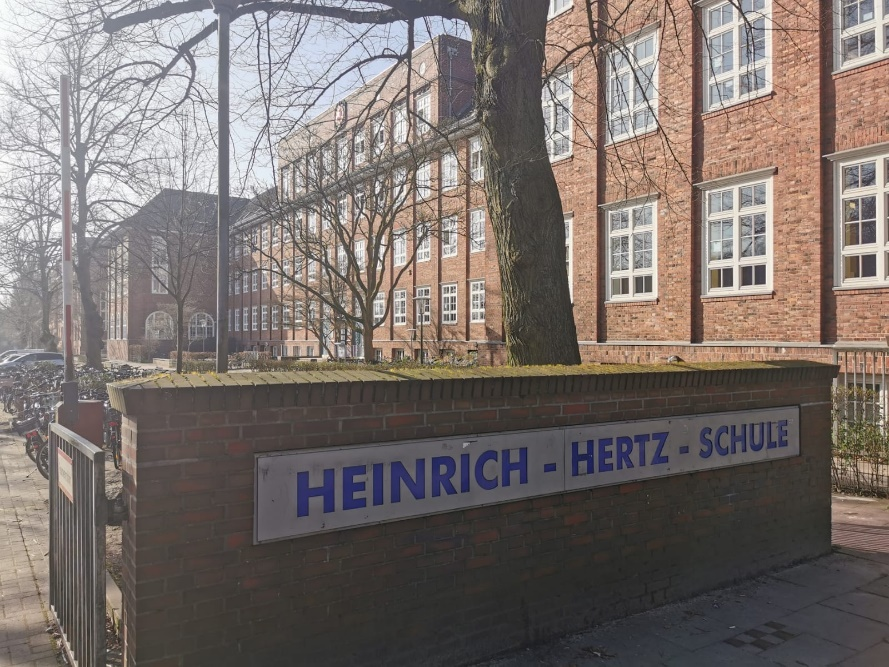 HEINRICH - HERTZ - SCHULE